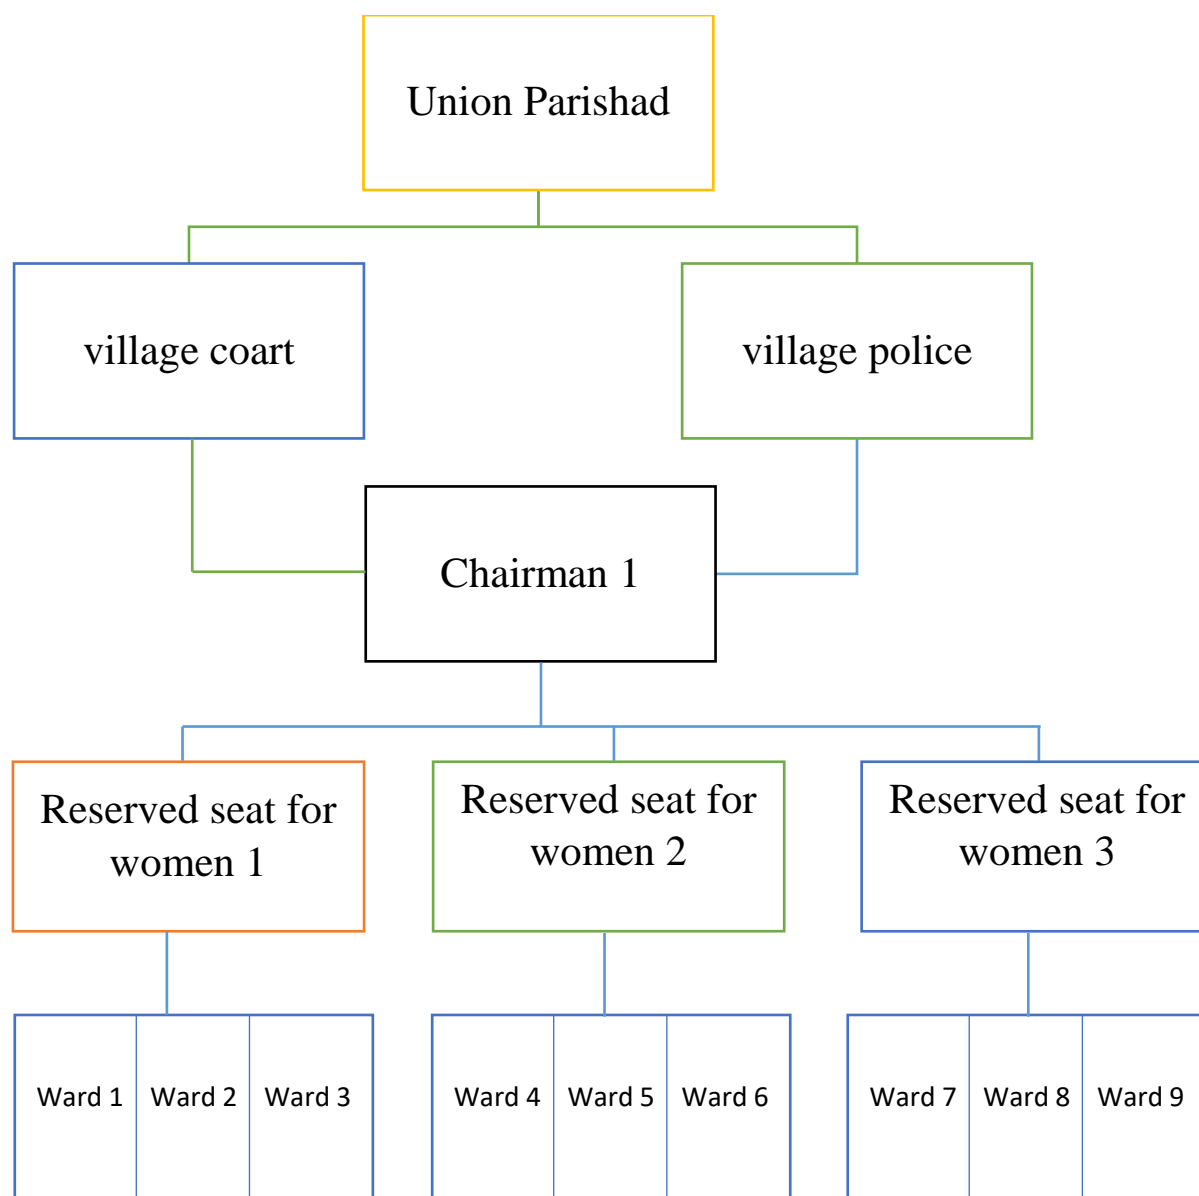 Union Parishad
village coart
village police
Chairman 1
Reserved seat for
women 1
Reserved seat for
women 2
Reserved seat for
women 3
Ward 1
Ward 2
Ward 3
Ward 4
Ward 5
Ward 6
Ward 7
Ward 8
Ward 9